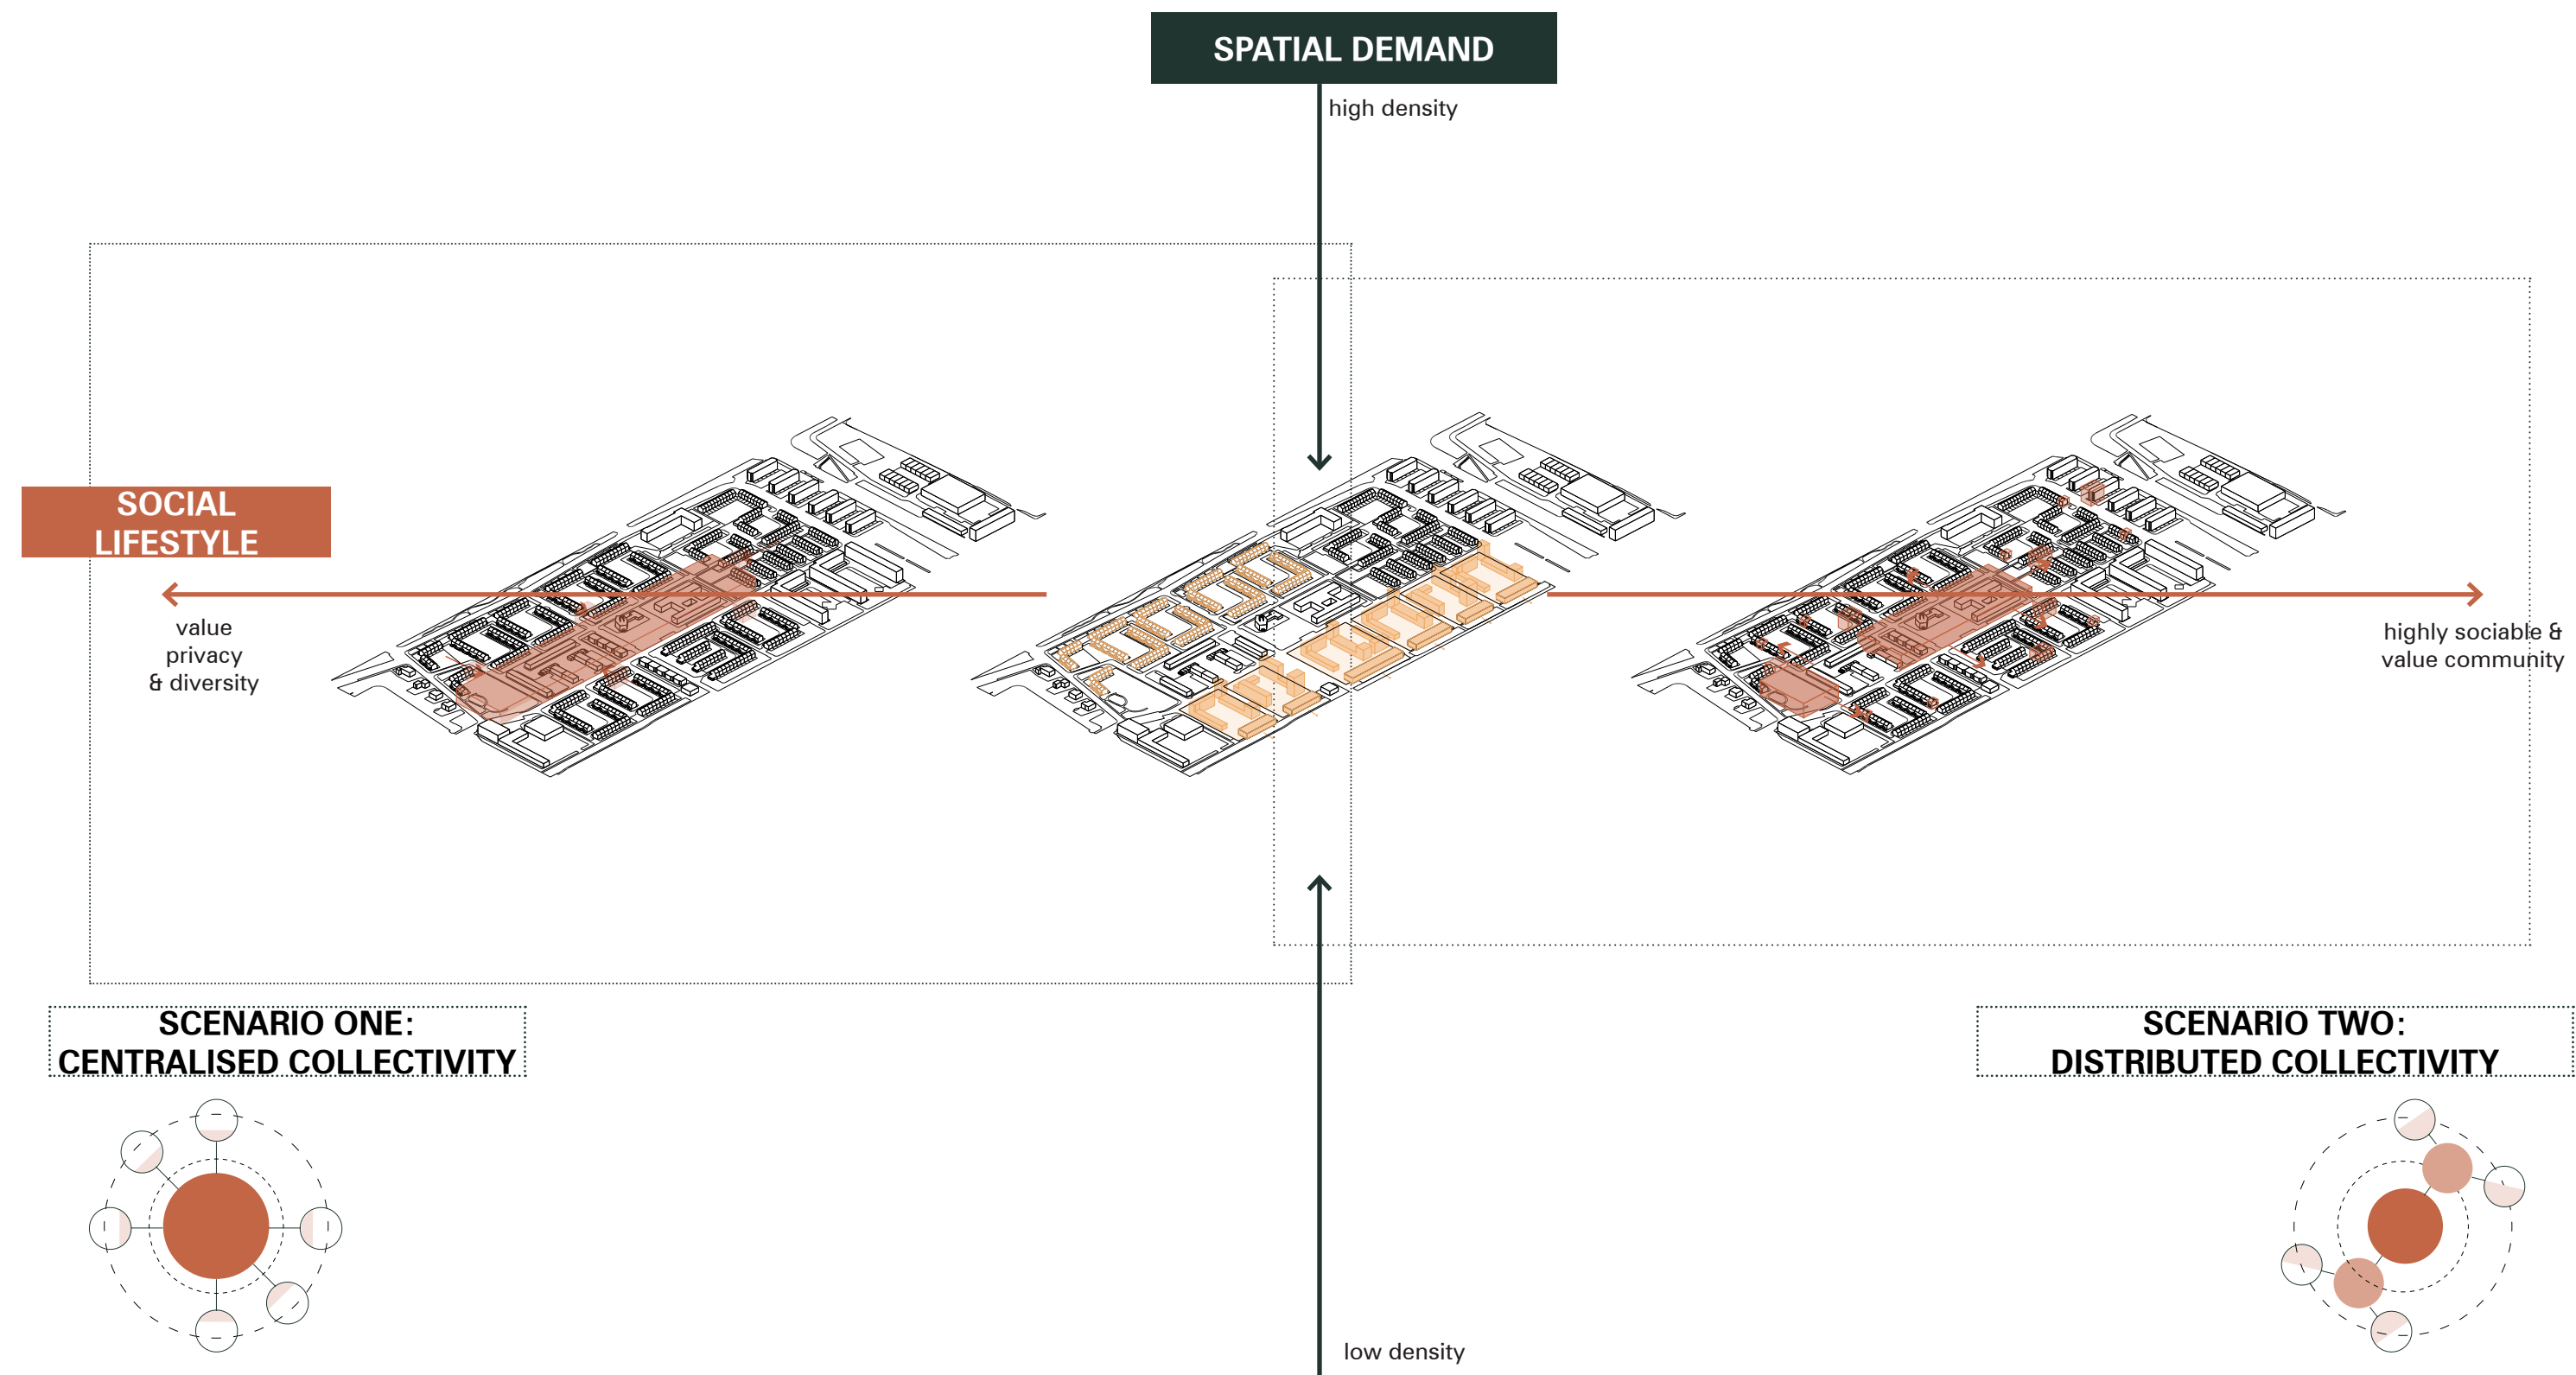 SPATIAL DEMAND
high density
SOCIAL
LIFESTYLE
value
privacy
& diversity
highly sociable &
value community
SCENARIO ONE:
CENTRALISED COLLECTIVITY
SCENARIO TWO:
DISTRIBUTED COLLECTIVITY
low density